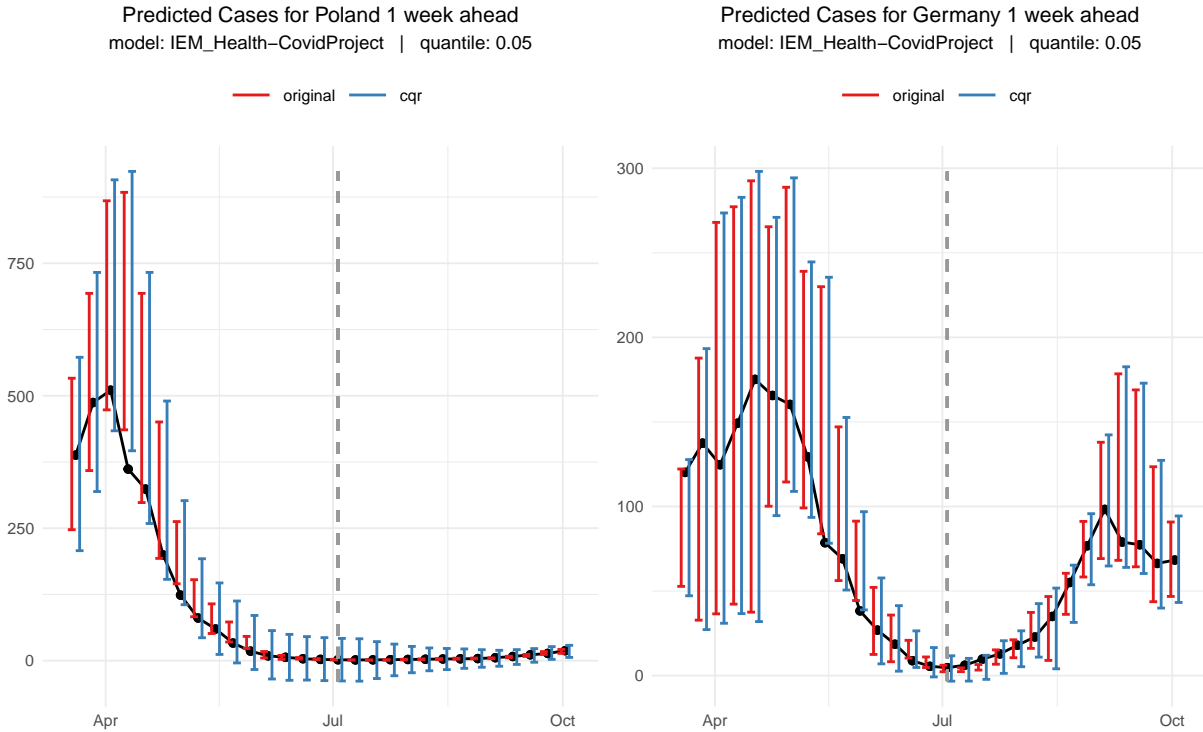 Predicted Cases for Poland 1 week ahead
model: IEM_Health−CovidProject | quantile: 0.05
original cqr
750
500
250
0
Apr Jul Oct
Predicted Cases for Germany 1 week ahead
model: IEM_Health−CovidProject | quantile: 0.05
original cqr
300
200
100
0
Apr Jul Oct